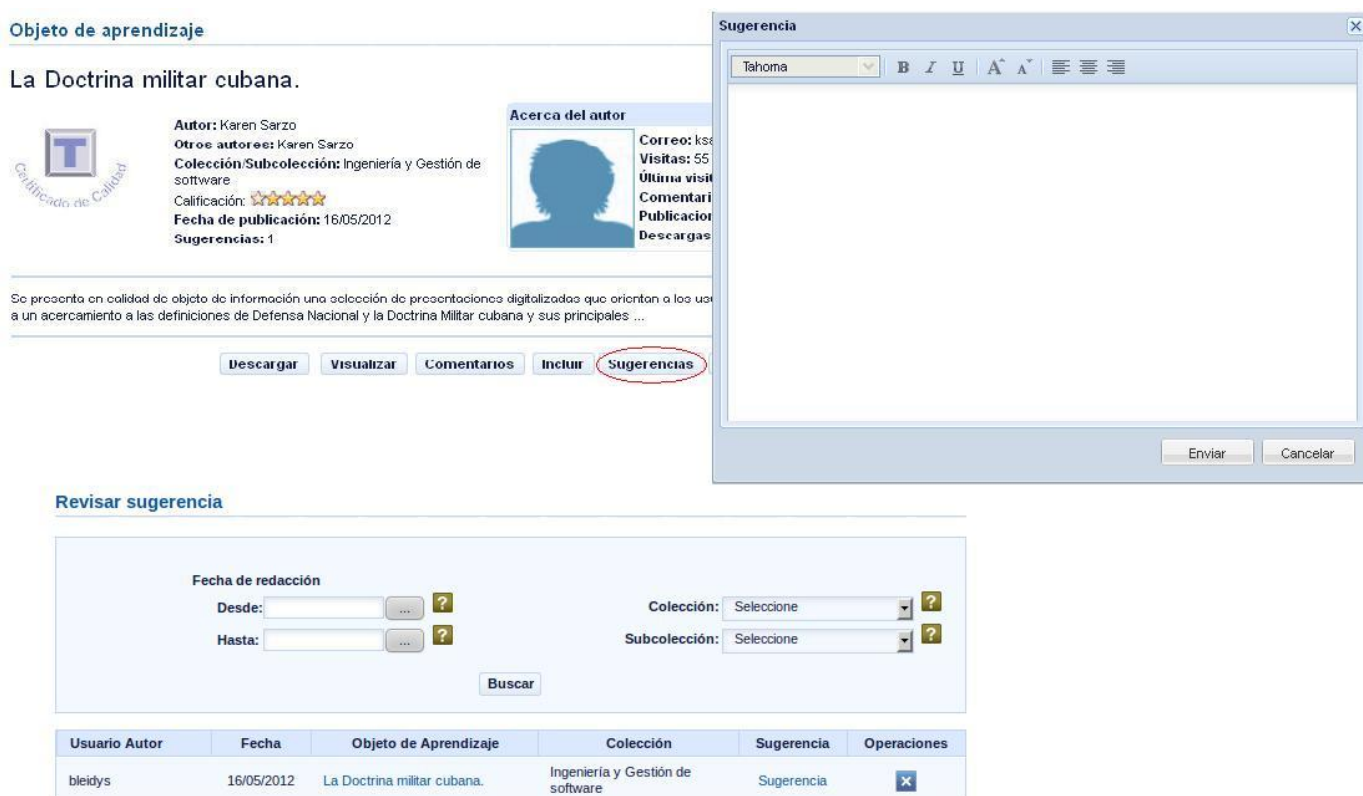 Objeto de aprendizaje
La Doctrina militar cubana.
T
Certificado de Calidad
Autor: Karen Sarzo
Otros autores: Karen Sarzo
Colección/Subcolección: Ingeniería y Gestión de
software
Calificación:
Fecha de publicación: 16/05/2012
Sugerencias: 1
Acerca del autor
Correo:
Visitas: 55
Última
Descargas
Se presenta en calidad de objeto de información una selección de presentaciones digitalizadas que orientan a los
a un acercamiento a las definiciones de Defensa Nacional y la Doctrina Militar cubana y sus principales ...
Descargar Visualizar Comentarios Incluir Sugerencias
Sugerencia
Tahoma B I U A A
Enviar Cancelar
Revisar sugerencia
Fecha de redacción
Desde: ... ? Colección: Seleccione ?
Hasta: ... ? Subcolección: Seleccione ?
Buscar
Usuario Autor Fecha Objeto de Aprendizaje Colección Sugerencia Operaciones
bleidys 16/05/2012 La Doctrina militar cubana. Ingeniería y Gestión de
software Sugerencia